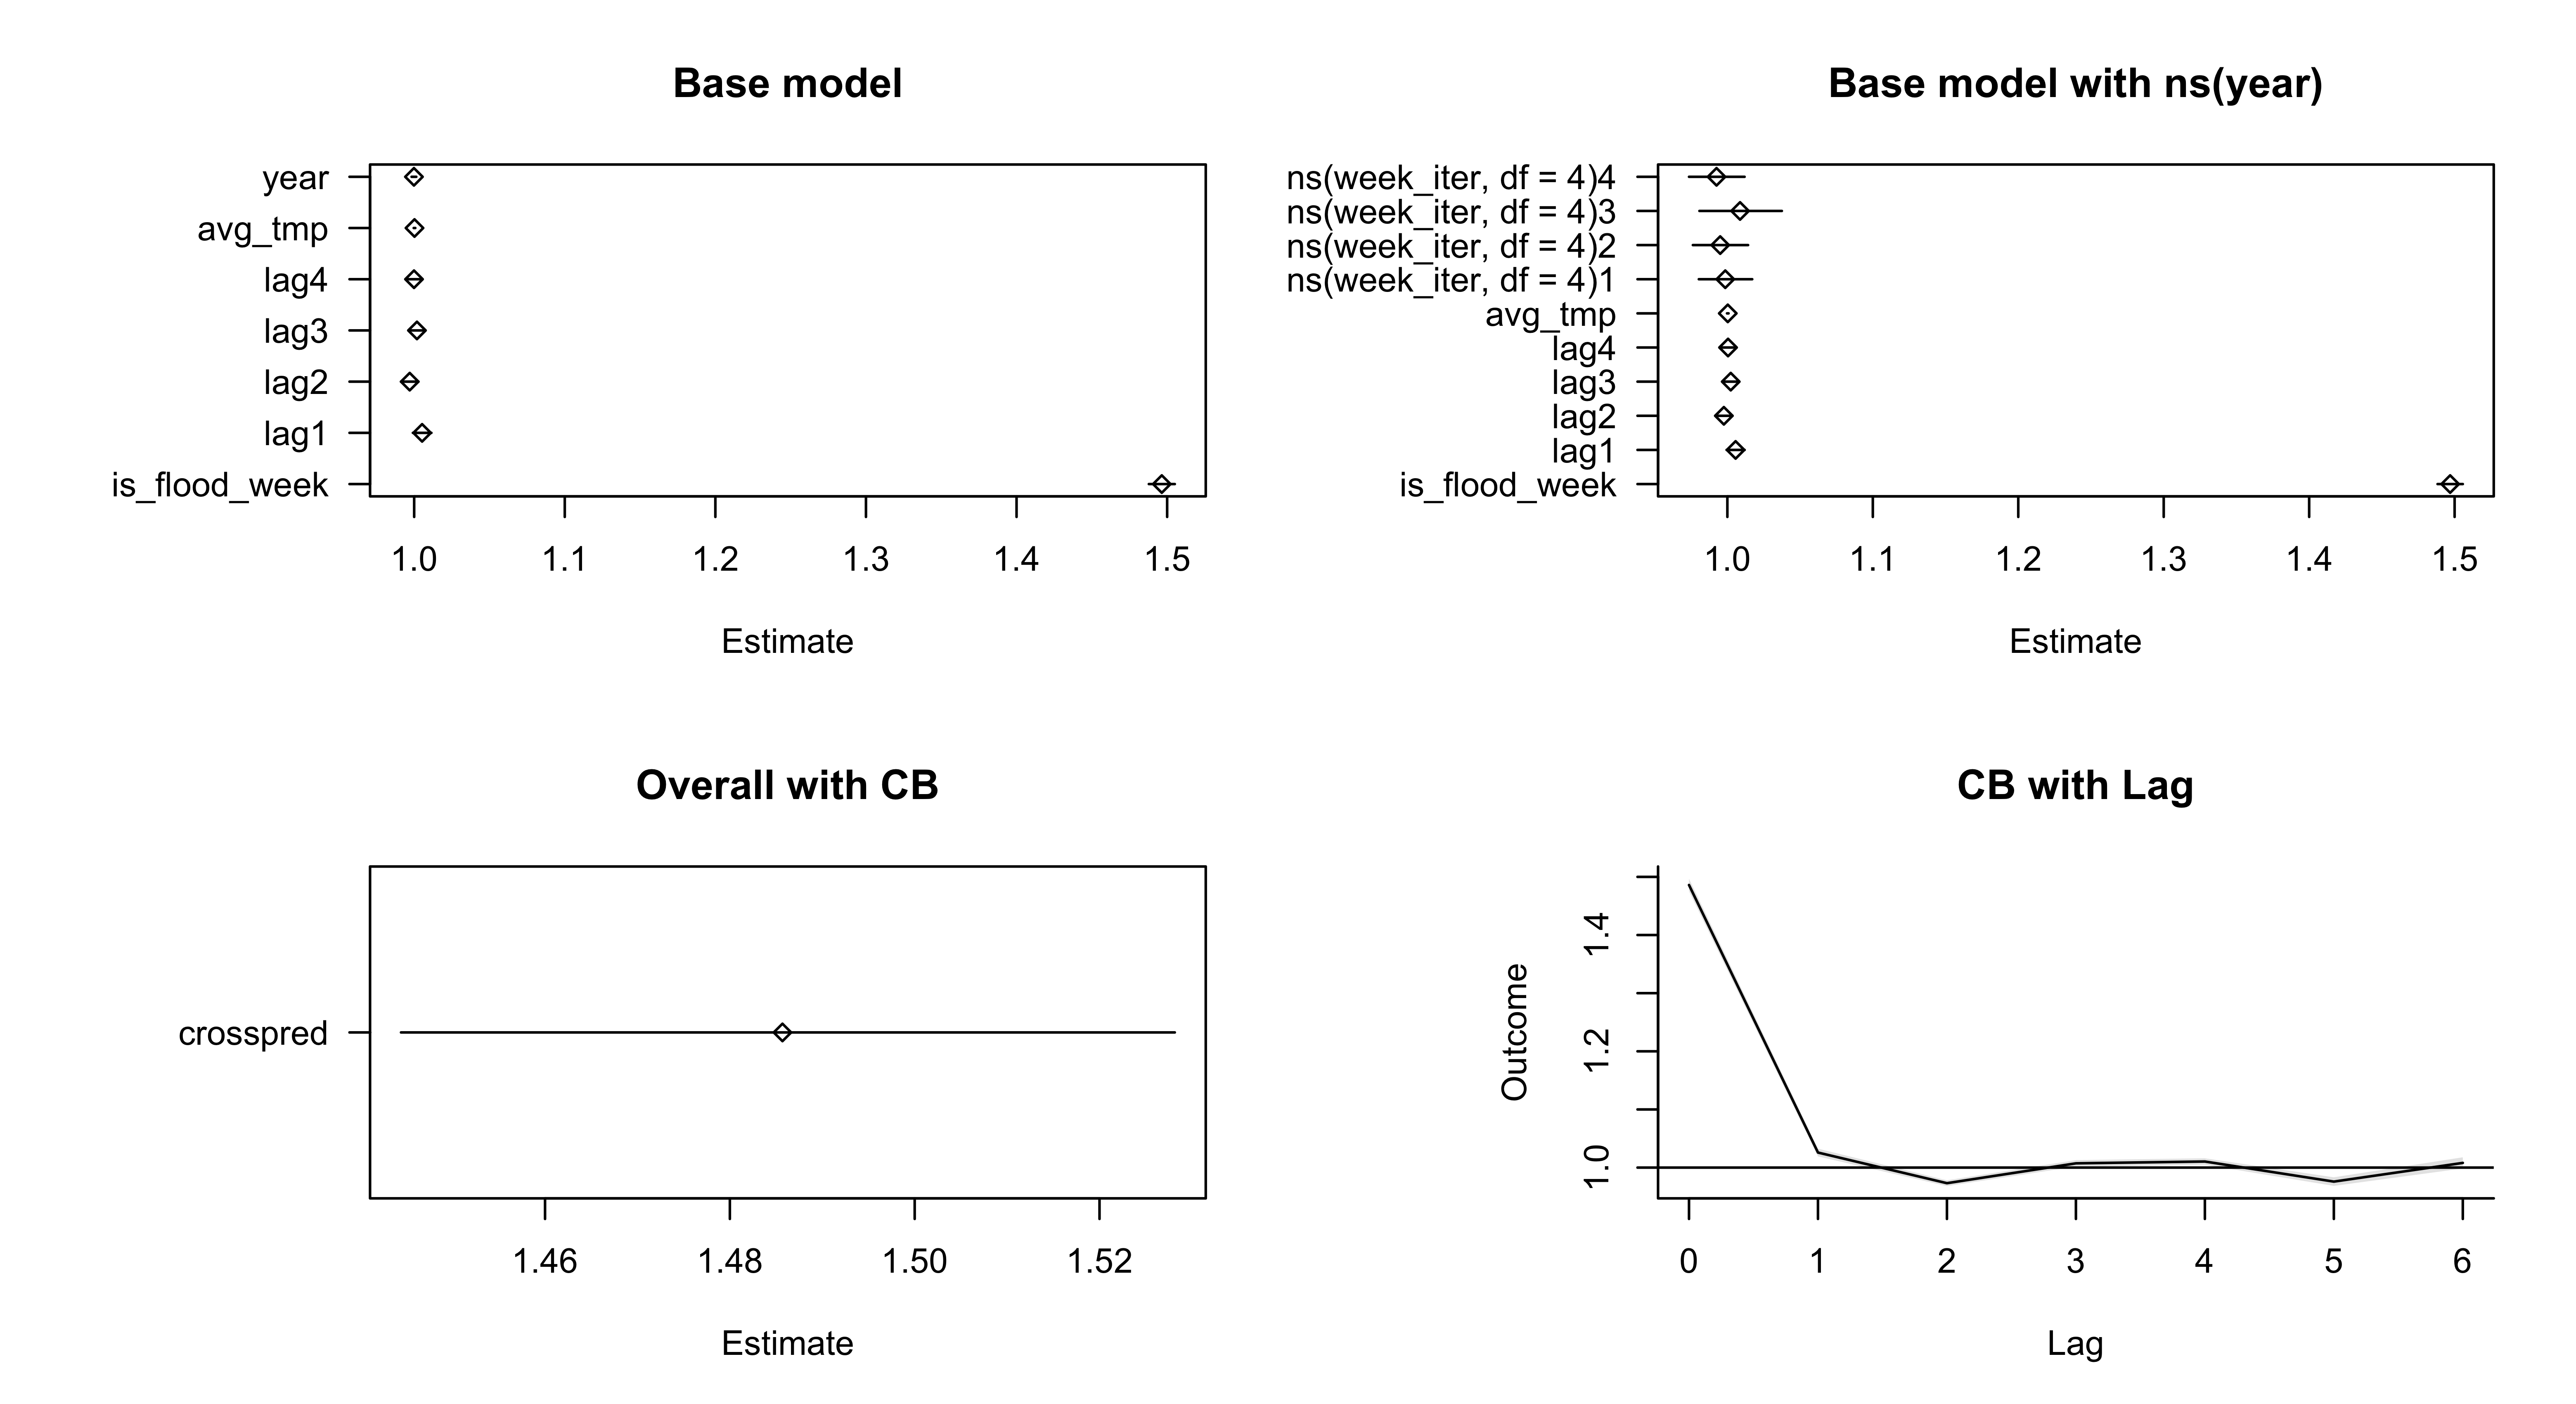 Base model
year
avg_tmp
lag4
lag3
lag2
lag1
is_flood_week
1.0 1.1 1.2 1.3 1.4 1.5
Estimate
Base model with ns(year)
ns(week_iter, df = 4)4
ns(week_iter, df = 4)3
ns(week_iter, df = 4)2
ns(week_iter, df = 4)1
avg_tmp
lag4
lag3
lag2
lag1
is_flood_week
1.0 1.1 1.2 1.3 1.4 1.5
Estimate
Overall with CB
crosspred
1.46 1.48 1.50 1.52
Estimate
CB with Lag
Outcome
1.4
1.2
1.0
0 1 2 3 4 5 6
Lag